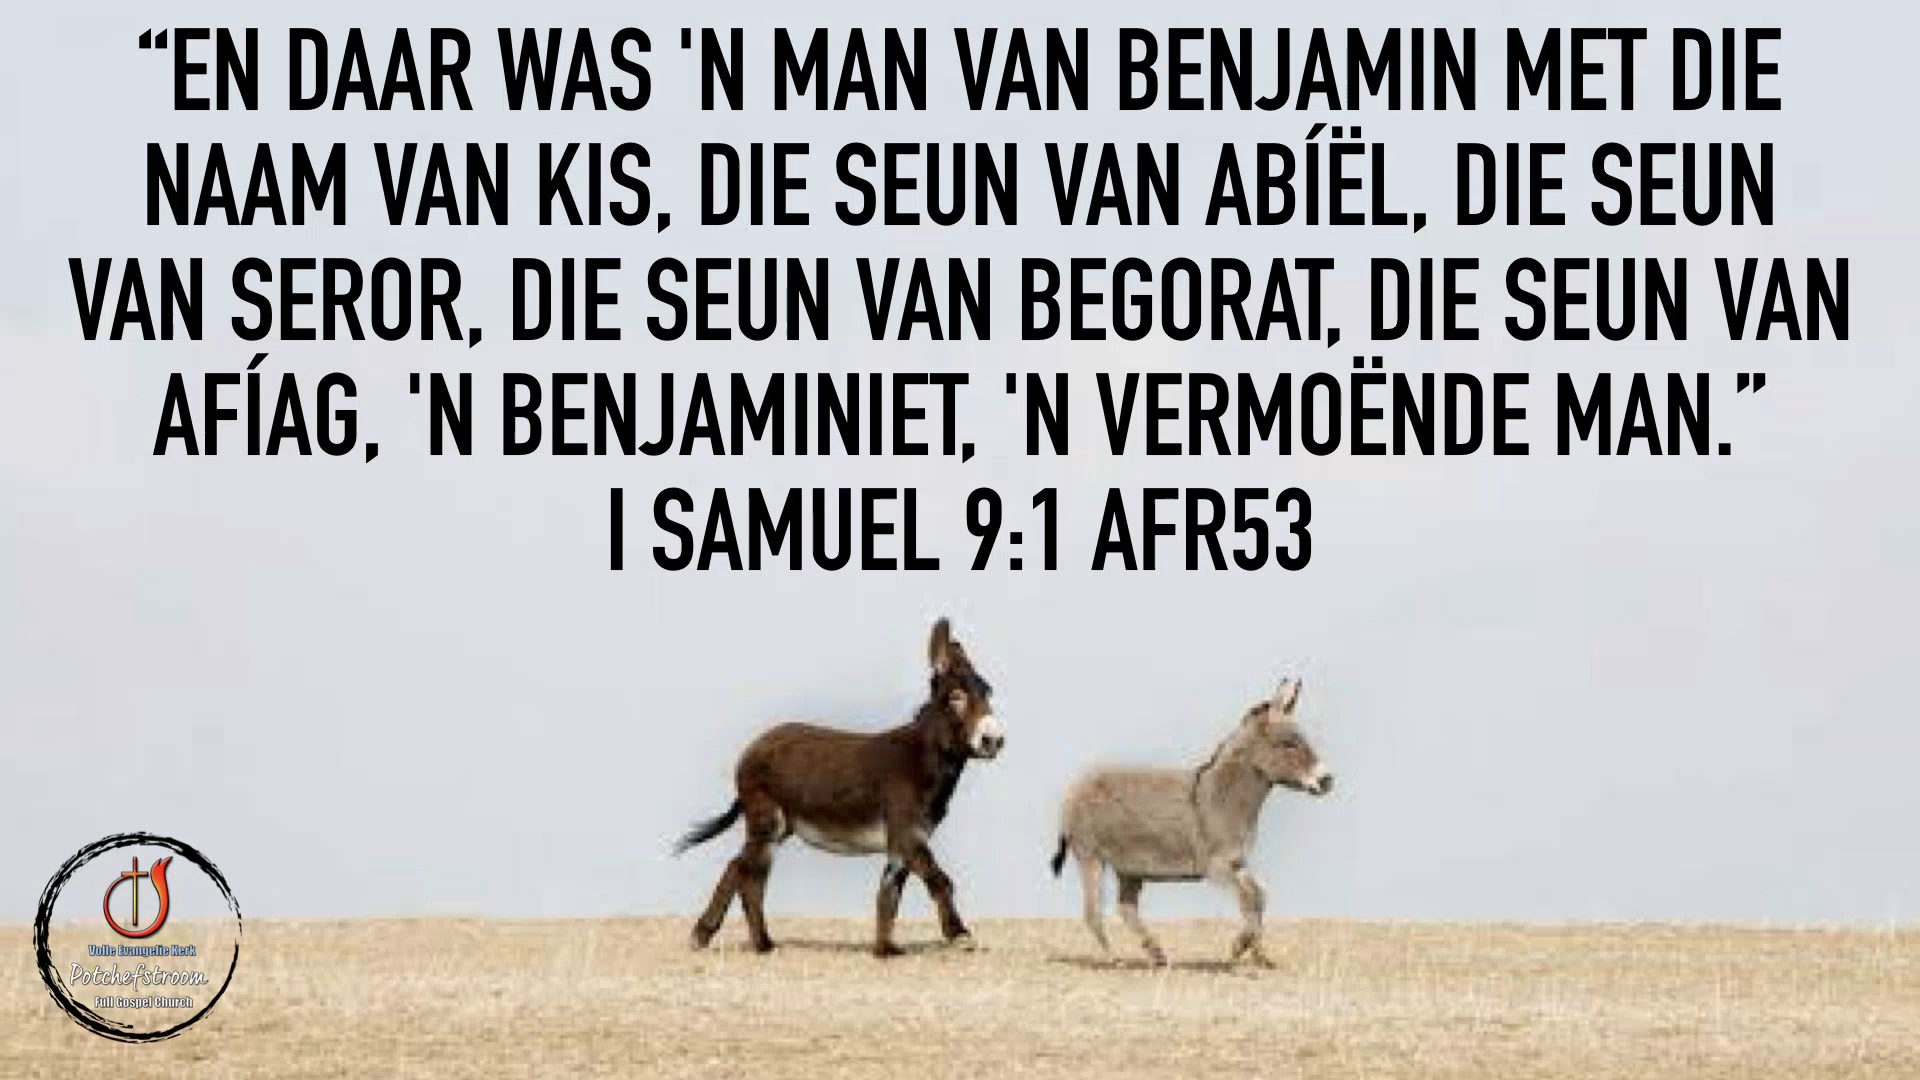 “EN DAAR WAS 'N MAN VAN BENJAMIN MET DIE
NAAM VAN KIS, DIE SEUN VAN ABÍËL, DIE SEUN
VAN SEROR, DIE SEUN VAN BEGORAT, DIE SEUN VAN
AFÍAG, 'N BENJAMINIET, 'N VERMOËNDE MAN.”
I SAMUEL 9:1 AFR53
Volle Evangelie Kerk
Potchefstroom
Full Gospel Church